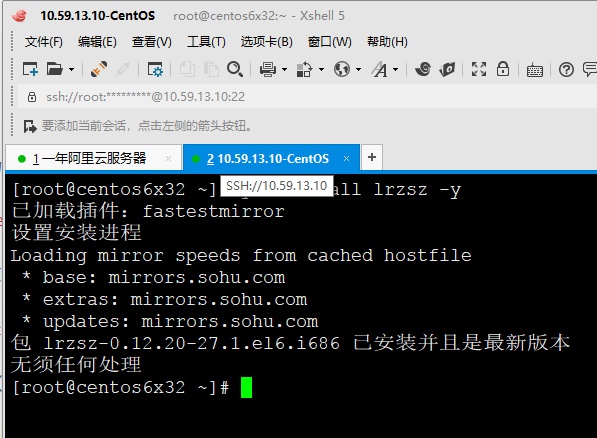 10.59.13.10-CentOS root@centos6x32:~ - Xshell 5
文件(F) 编辑(E) 查看(V) 工具(T) 选项卡(B) 窗口(W) 帮助(H)
ssh://root:*********@10.59.13.10:22
要添加当前会话，点击左侧的箭头按钮。
1 一年阿里云服务器 × 2 10.59.13.10-CentOS × +
SSH://10.59.13.10
[root@centos6x32 ~] all lrzsz -y
已加载插件：fastestmirror
设置安装进程
Loading mirror speeds from cached hostfile
* base: mirrors.sohu.com
* extras: mirrors.sohu.com
* updates: mirrors.sohu.com
包 lrzsz-0.12.20-27.1.el6.i686 已安装并且是最新版本
无须任何处理
[root@centos6x32 ~]#